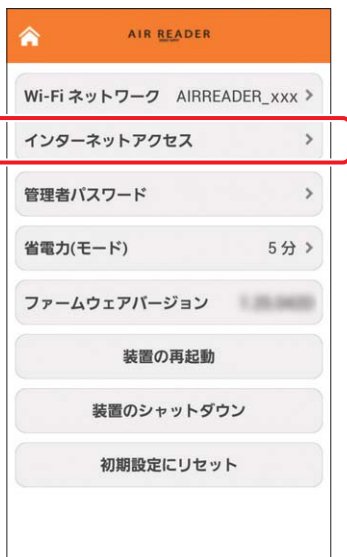 AIR READER
Wi-Fi ネットワーク AIRREADER_xxx >
インターネットアクセス >
管理者パスワード >
省電力(モード) 5 分 >
ファームウェアバージョン
装置の再起動
装置のシャットダウン
初期設定にリセット